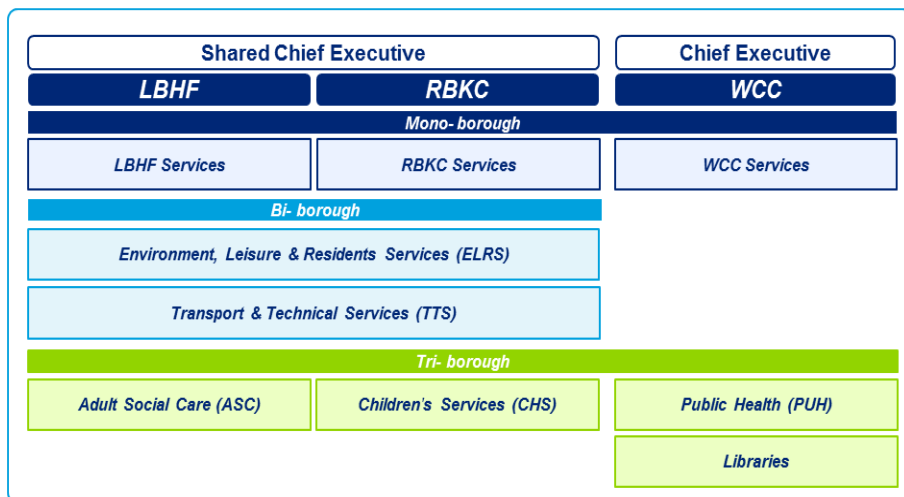 Shared Chief Executive
Chief Executive
LBHF
RBKC
WCC
Mono- borough
LBHF Services
RBKC Services
WCC Services
Bi- borough
Environment, Leisure & Residents Services (ELRS)
Transport & Technical Services (TTS)
Tri- borough
Adult Social Care (ASC)
Children's Services (CHS)
Public Health (PUH)
Libraries